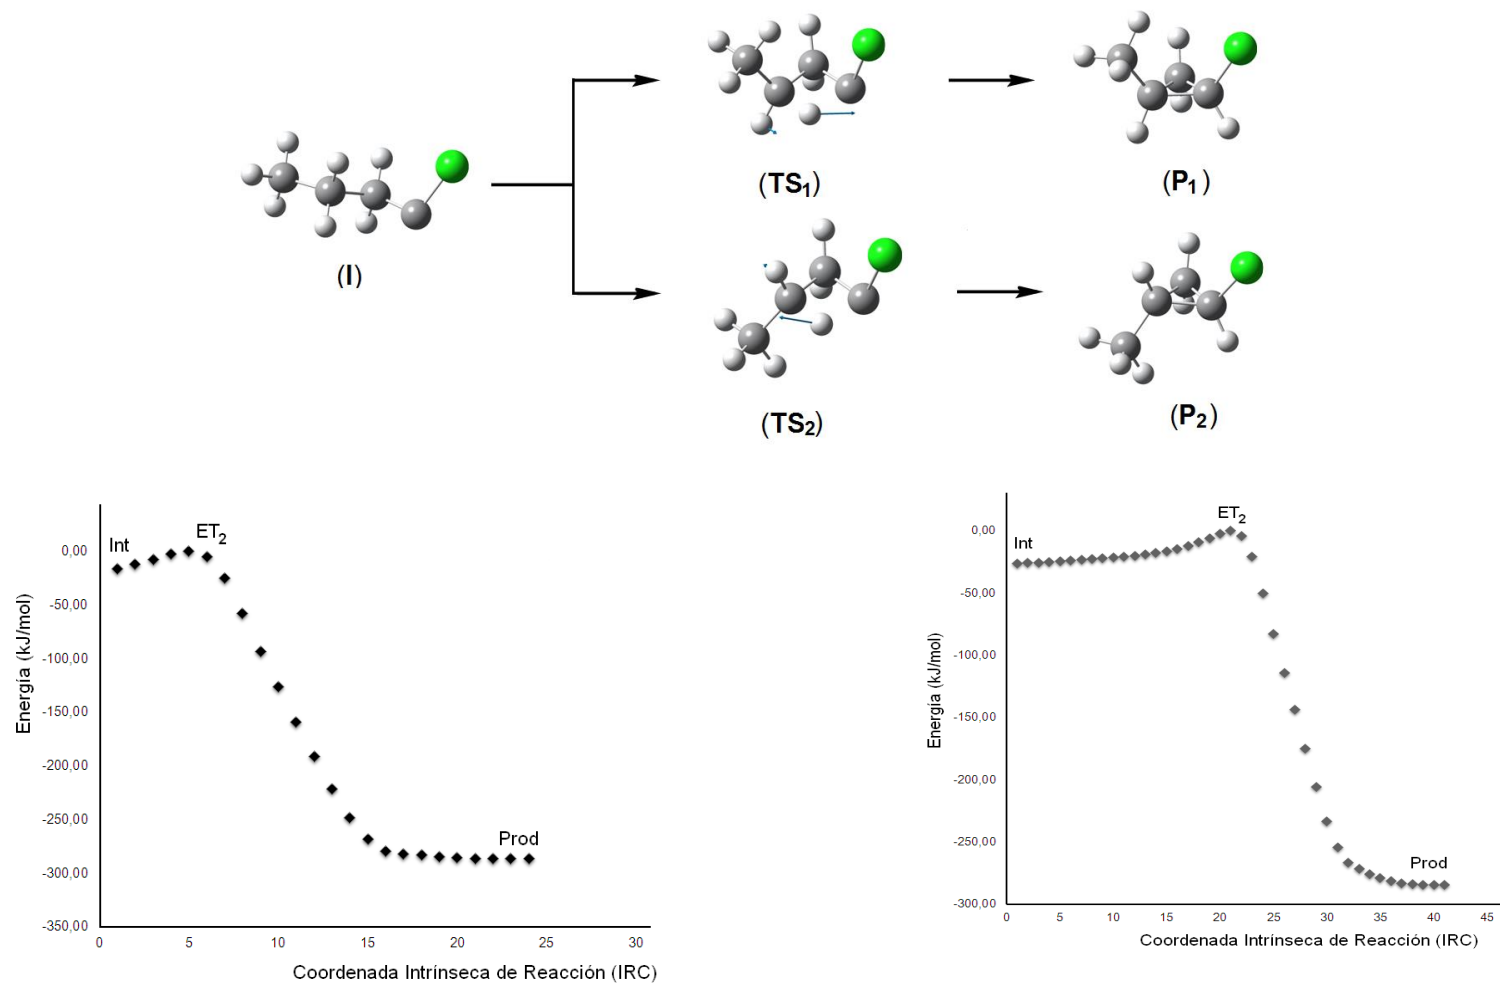 (I)
(TS₁)
(P₁)
(TS₂)
(P₂)
Energía (kJ/mol)
0,00
-50,00
-100,00
-150,00
-200,00
-250,00
-300,00
-350,00
Int
ET₂
Prod
0 5 10 15 20 25 30
Coordenada Intrínseca de Reacción (IRC)
Energía (kJ/mol)
0,00
-50,00
-100,00
-150,00
-200,00
-250,00
-300,00
Int
ET₂
Prod
0 5 10 15 20 25 30 35 40 45
Coordenada Intrínseca de Reacción (IRC)